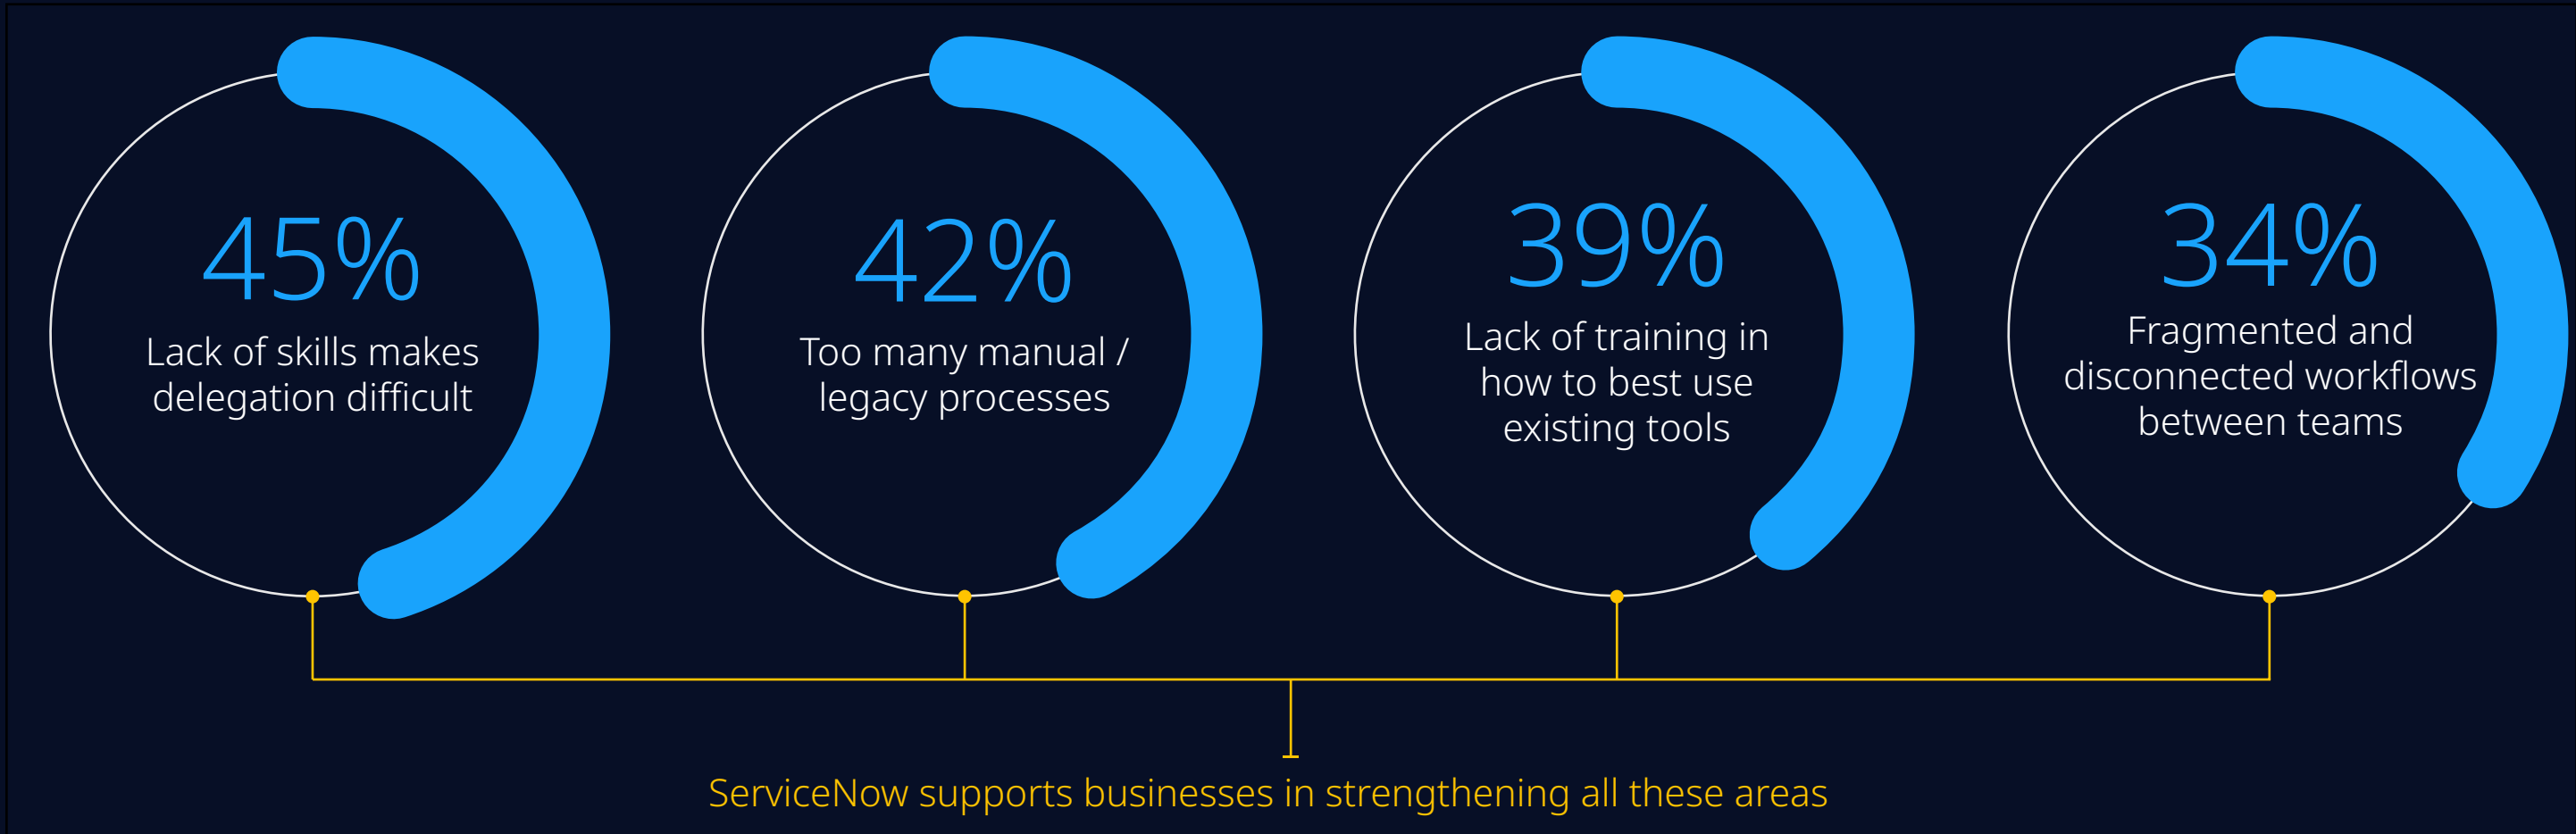 45%
Lack of skills makes
delegation difficult
42%
Too many manual /
legacy processes
39%
Lack of training in
how to best use
existing tools
34%
Fragmented and
disconnected workflows
between teams
ServiceNow supports businesses in strengthening all these areas